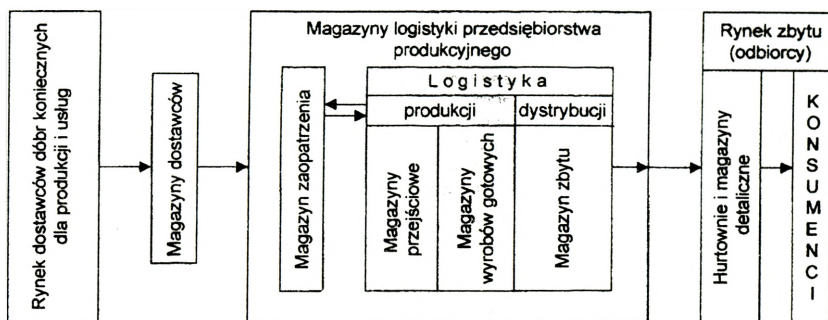 Rynek dostawców dóbr koniecznych
dla produkcji i usług
Magazyny dostawców
Magazyny logistyki przedsiębiorstwa
produkcyjnego
Magazyn zaopatrzenia
Logistyka
produkcji
dystrybucji
Magazyny
przejściowe
Magazyny
wyrobów gotowych
Magazyn zbytu
Rynek zbytu
(odbiorcy)
Hurtownie i magazyny
detaliczne
KONSUMENCI